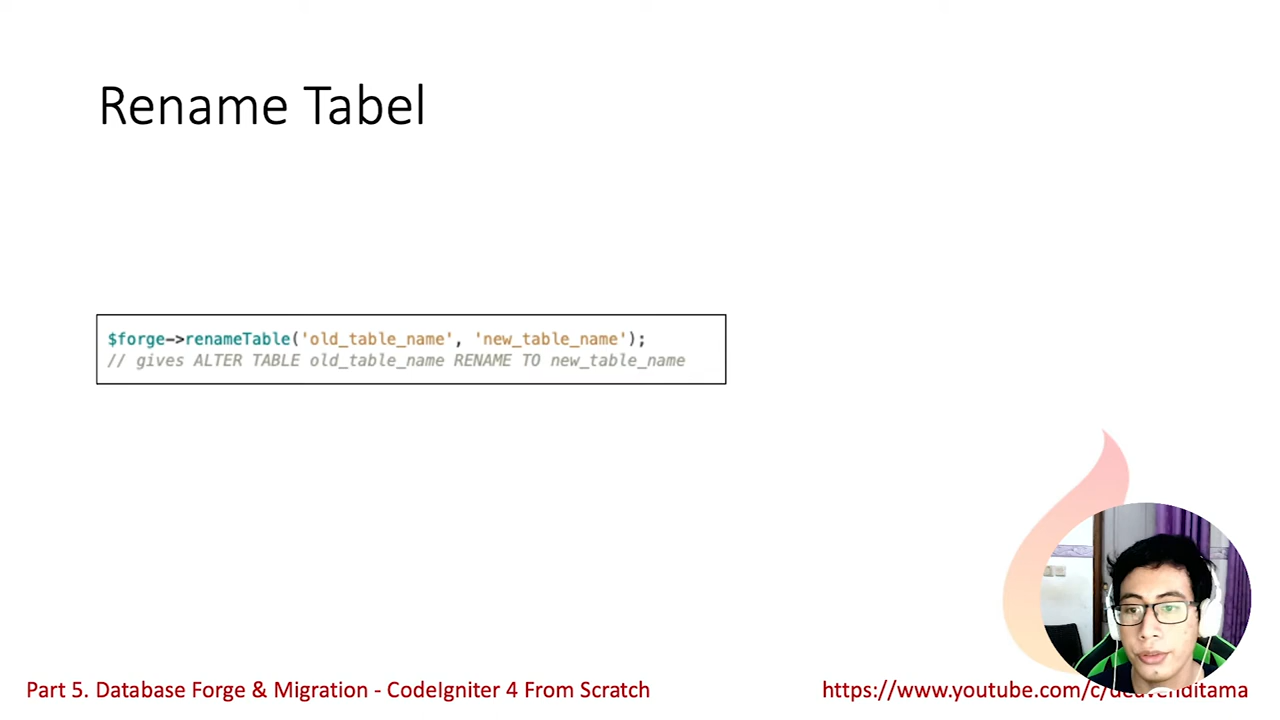 Rename Tabel
$forge->renameTable('old_table_name', 'new_table_name');
// gives ALTER TABLE old_table_name RENAME TO new_table_name
Part 5. Database Forge & Migration - CodeIgniter 4 From Scratch
https://www.youtube.com/c/deavenditama